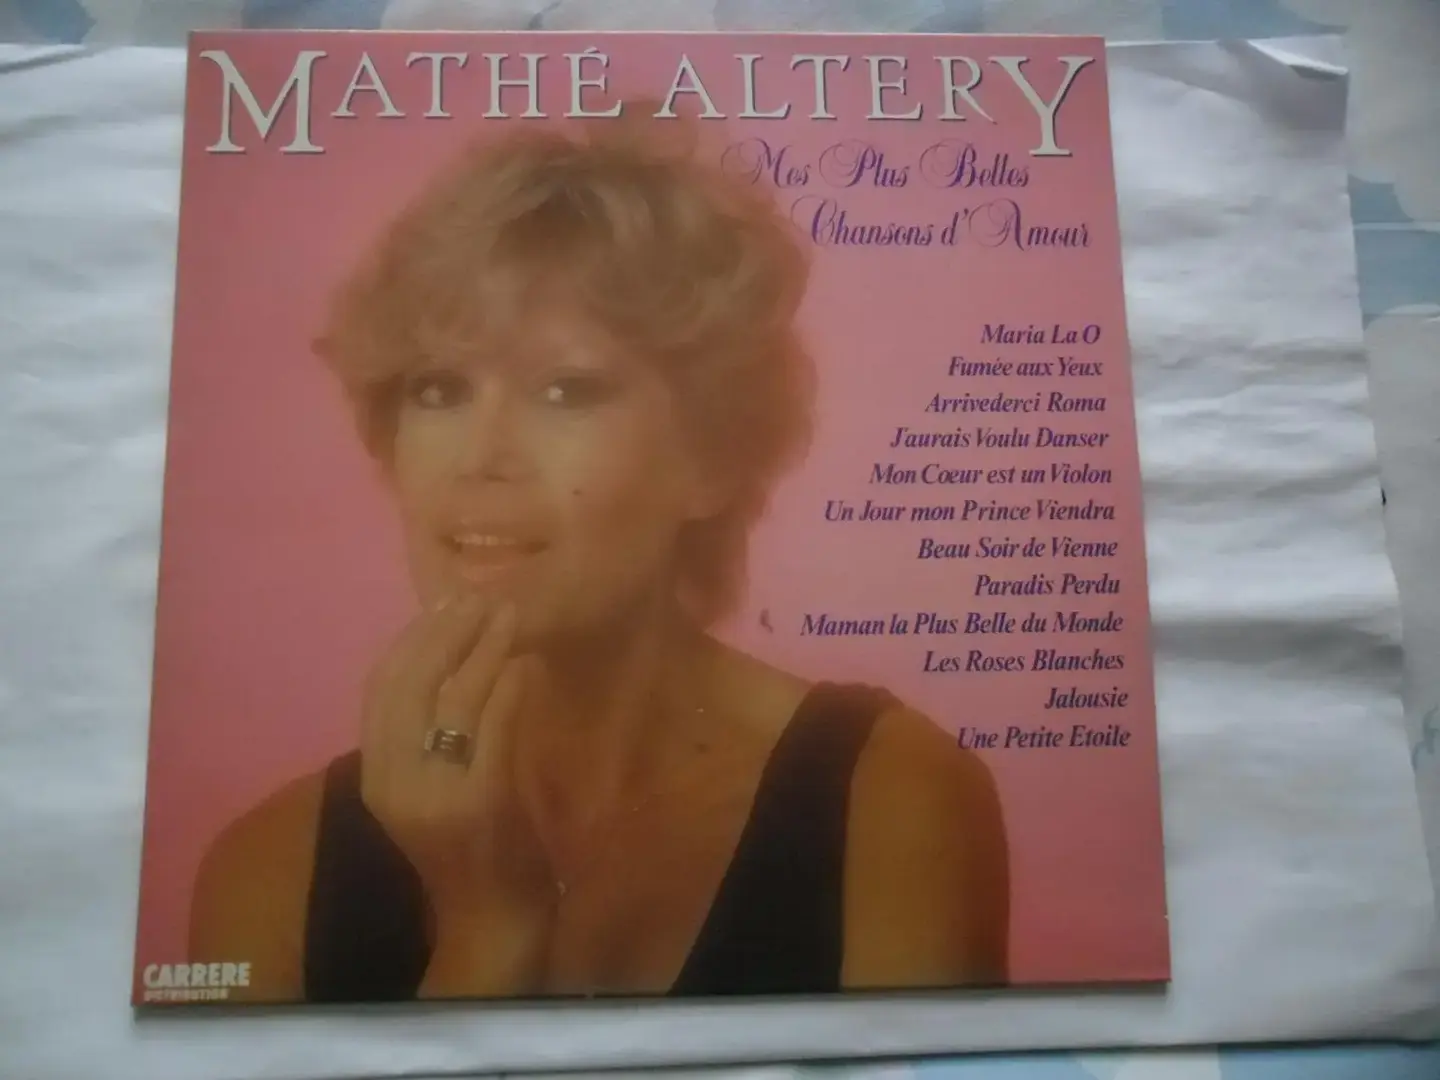 MATHÉ ALTERY
Mes Plus Belles
Chansons d'Amour
Maria La O
Fumée aux Yeux
Arrivederci Roma
J'aurais Voulu Danser
Mon Cœur est un Violon
Un Jour mon Prince Viendra
Beau Soir de Vienne
Paradis Perdu
Maman la Plus Belle du Monde
Les Roses Blanches
Jalousie
Une Petite Etoile
CARRERE
DISTRIBUTION